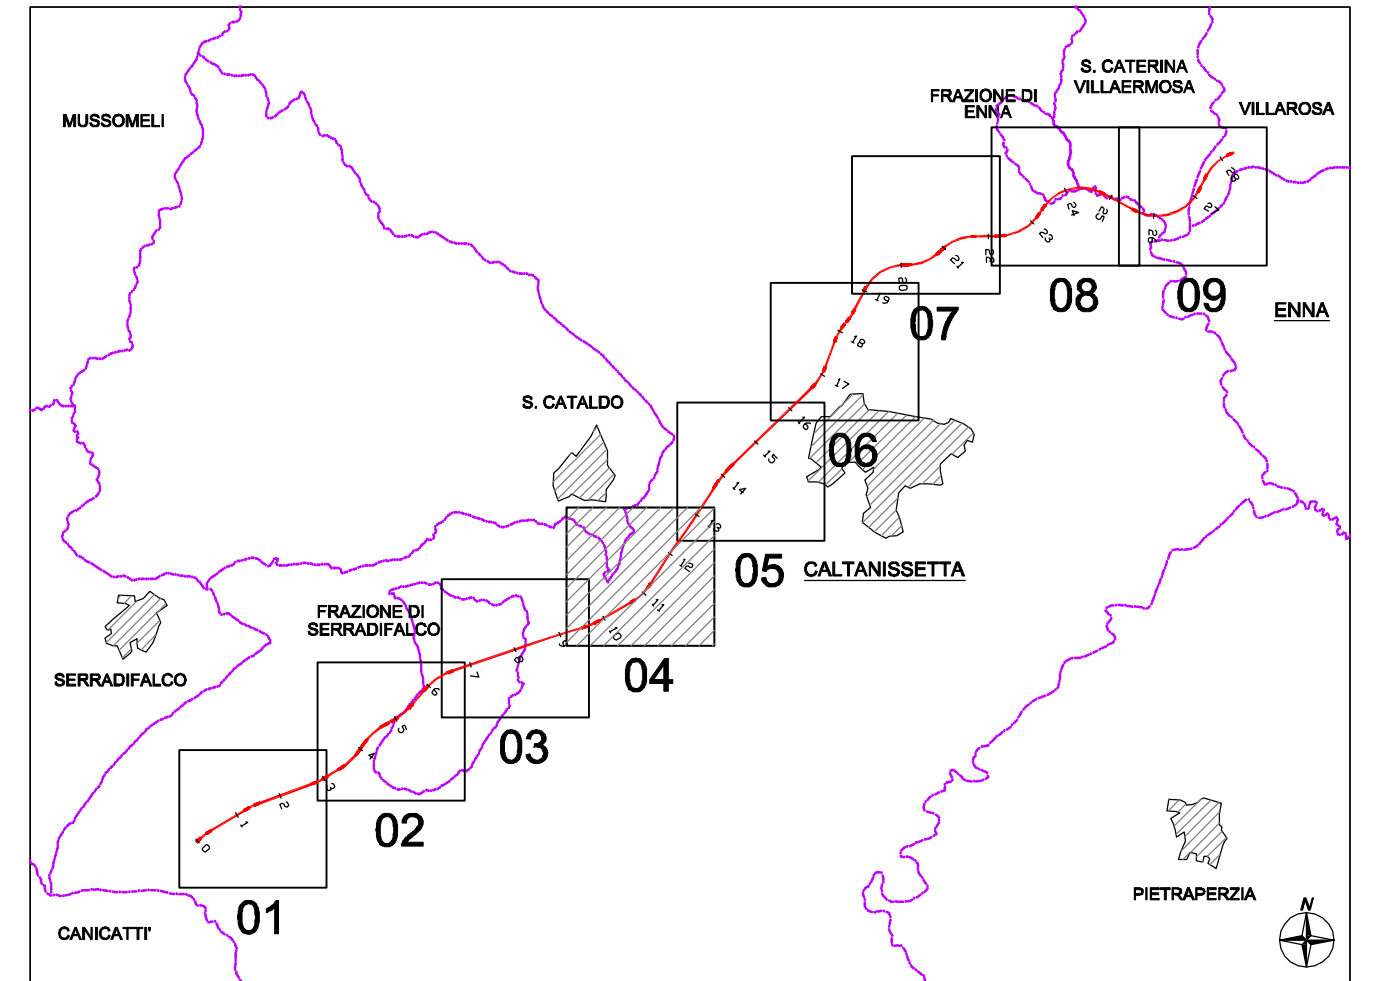 S. CATERINA
VILLAERMOSA
FRAZIONE DI
ENNA
VILLAROSA
MUSSOMELI
28
27
26
25
24
23
22
21
20
19
08
09
ENNA
07
18
17
S. CATALDO
16
06
15
14
13
12
05
CALTANISSETTA
11
10
9
04
FRAZIONE DI
SERRADIFALCO
8
7
6
SERRADIFALCO
5
03
4
3
02
2
1
0
01
PIETRAPERZIA
N
CANICATTI'